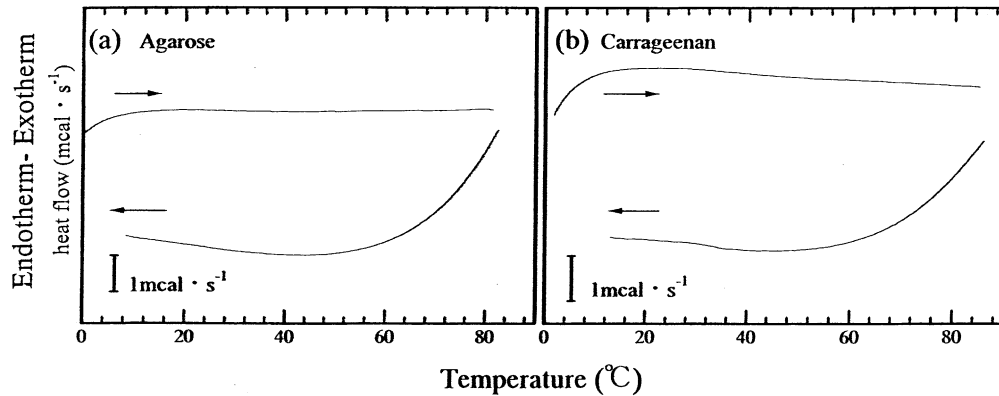 (a) Agarose
(b) Carrageenan
Endotherm- Exotherm
heat flow (mcal · s-1)
1mcal · s-1
1mcal · s-1
0 20 40 60 80
0 20 40 60 80
Temperature (℃)